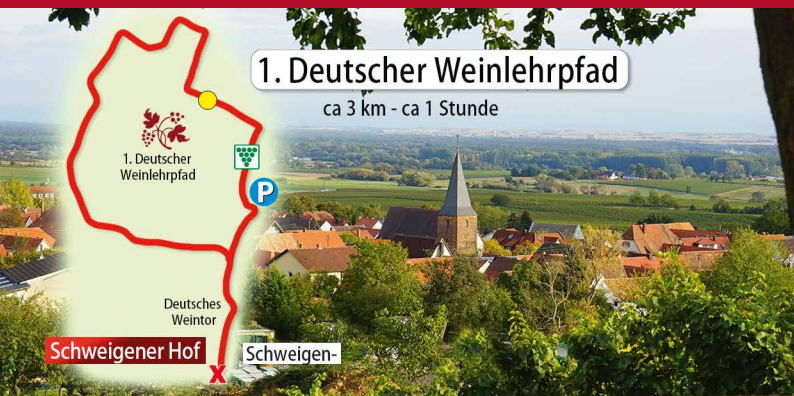 1. Deutscher Weinlehrpfad
ca 3 km - ca 1 Stunde
1. Deutscher
Weinlehrpfad
P
Deutsches
Weintor
Schweigener Hof
Schweigen-
X